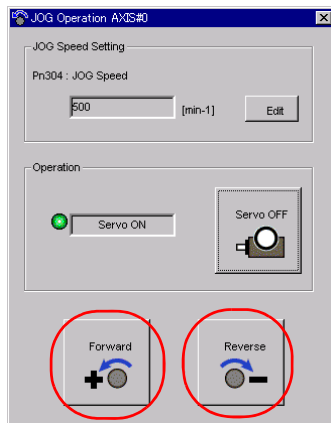 JOG Operation AXIS#0
JOG Speed Setting
Pn304 : JOG Speed
500 [min-1] Edit
Operation
Servo ON
Servo OFF
Forward Reverse